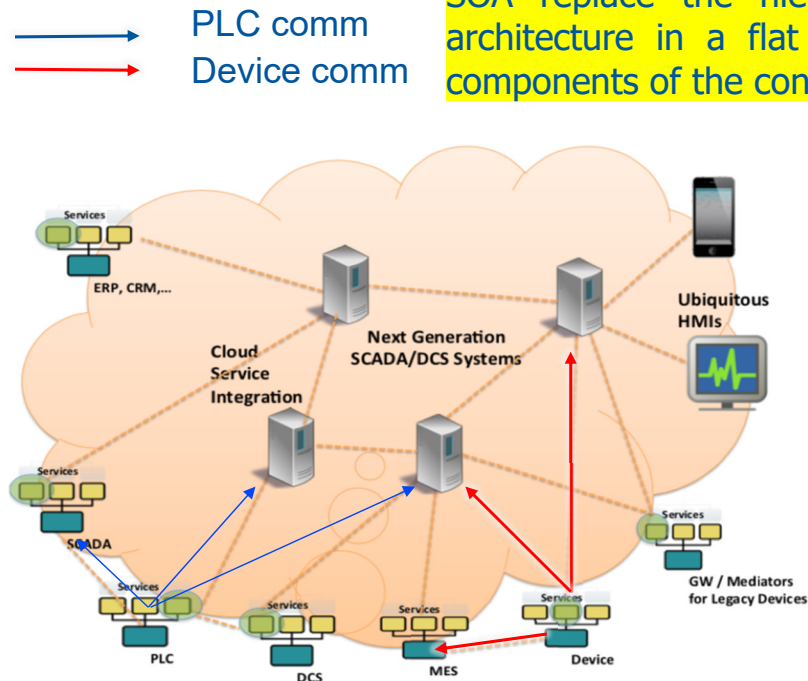 PLC comm
Device comm
architecture in a flat
components of the con
Services
ERP, CRM,...
Ubiquitous
HMIs
Next Generation
SCADA/DCS Systems
Cloud
Service
Integration
Services
SCADA
Services
GW / Mediators
for Legacy Devices
Services
PLC
Services
DCS
Services
MES
Services
Device